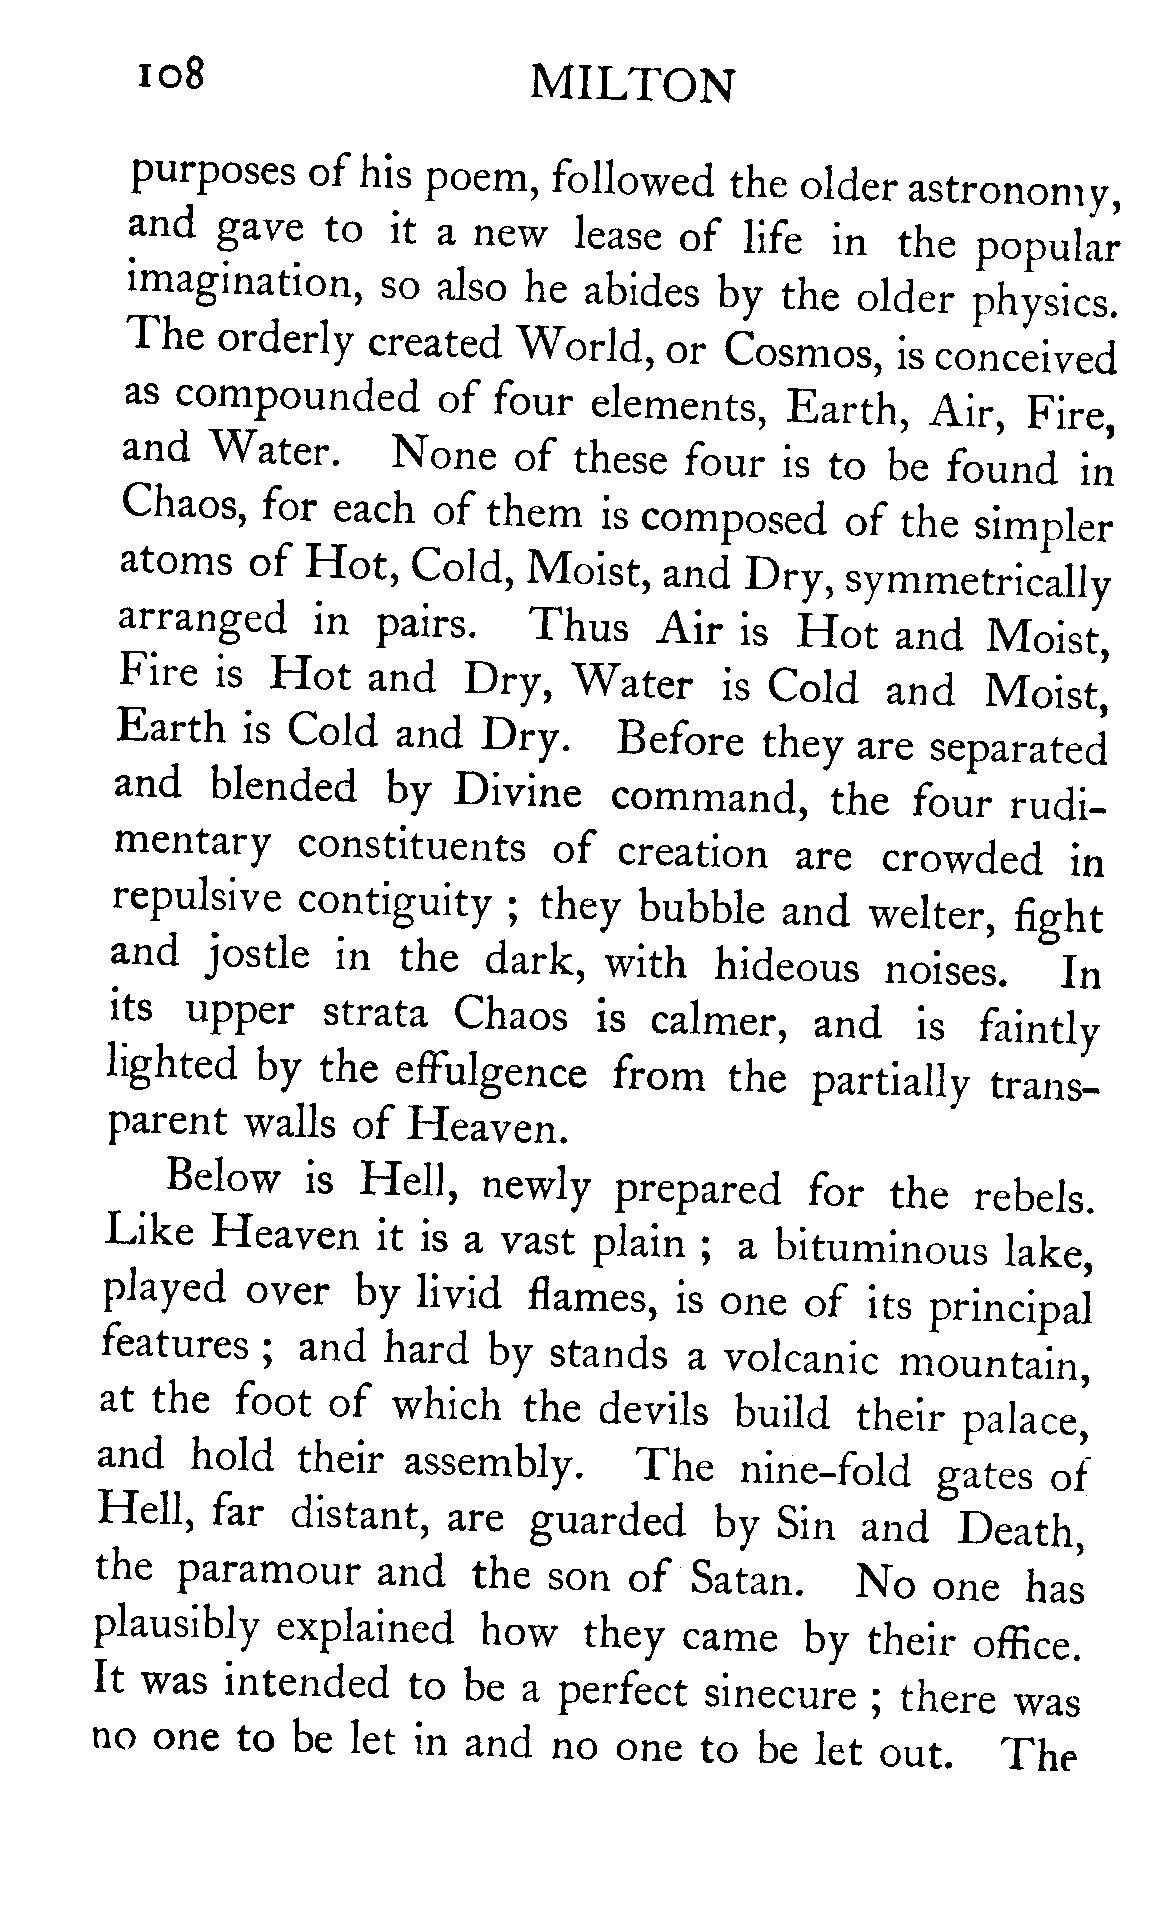 108 MILTON
purposes of his poem, followed the older astronomy,
and gave to it a new lease of life in the popular
imagination, so also he abides by the older physics.
The orderly created World, or Cosmos, is conceived
as compounded of four elements, Earth, Air, Fire,
and Water. None of these four is to be found in
Chaos, for each of them is composed of the simpler
atoms of Hot, Cold, Moist, and Dry, symmetrically
arranged in pairs. Thus Air is Hot and Moist,
Fire is Hot and Dry, Water is Cold and Moist,
Earth is Cold and Dry. Before they are separated
and blended by Divine command, the four rudi-
mentary constituents of creation are crowded in
repulsive contiguity ; they bubble and welter, fight
and jostle in the dark, with hideous noises. In
its upper strata Chaos is calmer, and is faintly
lighted by the effulgence from the partially trans-
parent walls of Heaven.
Below is Hell, newly prepared for the rebels.
Like Heaven it is a vast plain ; a bituminous lake,
played over by livid flames, is one of its principal
features ; and hard by stands a volcanic mountain,
at the foot of which the devils build their palace,
and hold their assembly. The nine-fold gates of
Hell, far distant, are guarded by Sin and Death,
the paramour and the son of Satan. No one has
plausibly explained how they came by their office.
It was intended to be a perfect sinecure ; there was
no one to be let in and no one to be let out. The